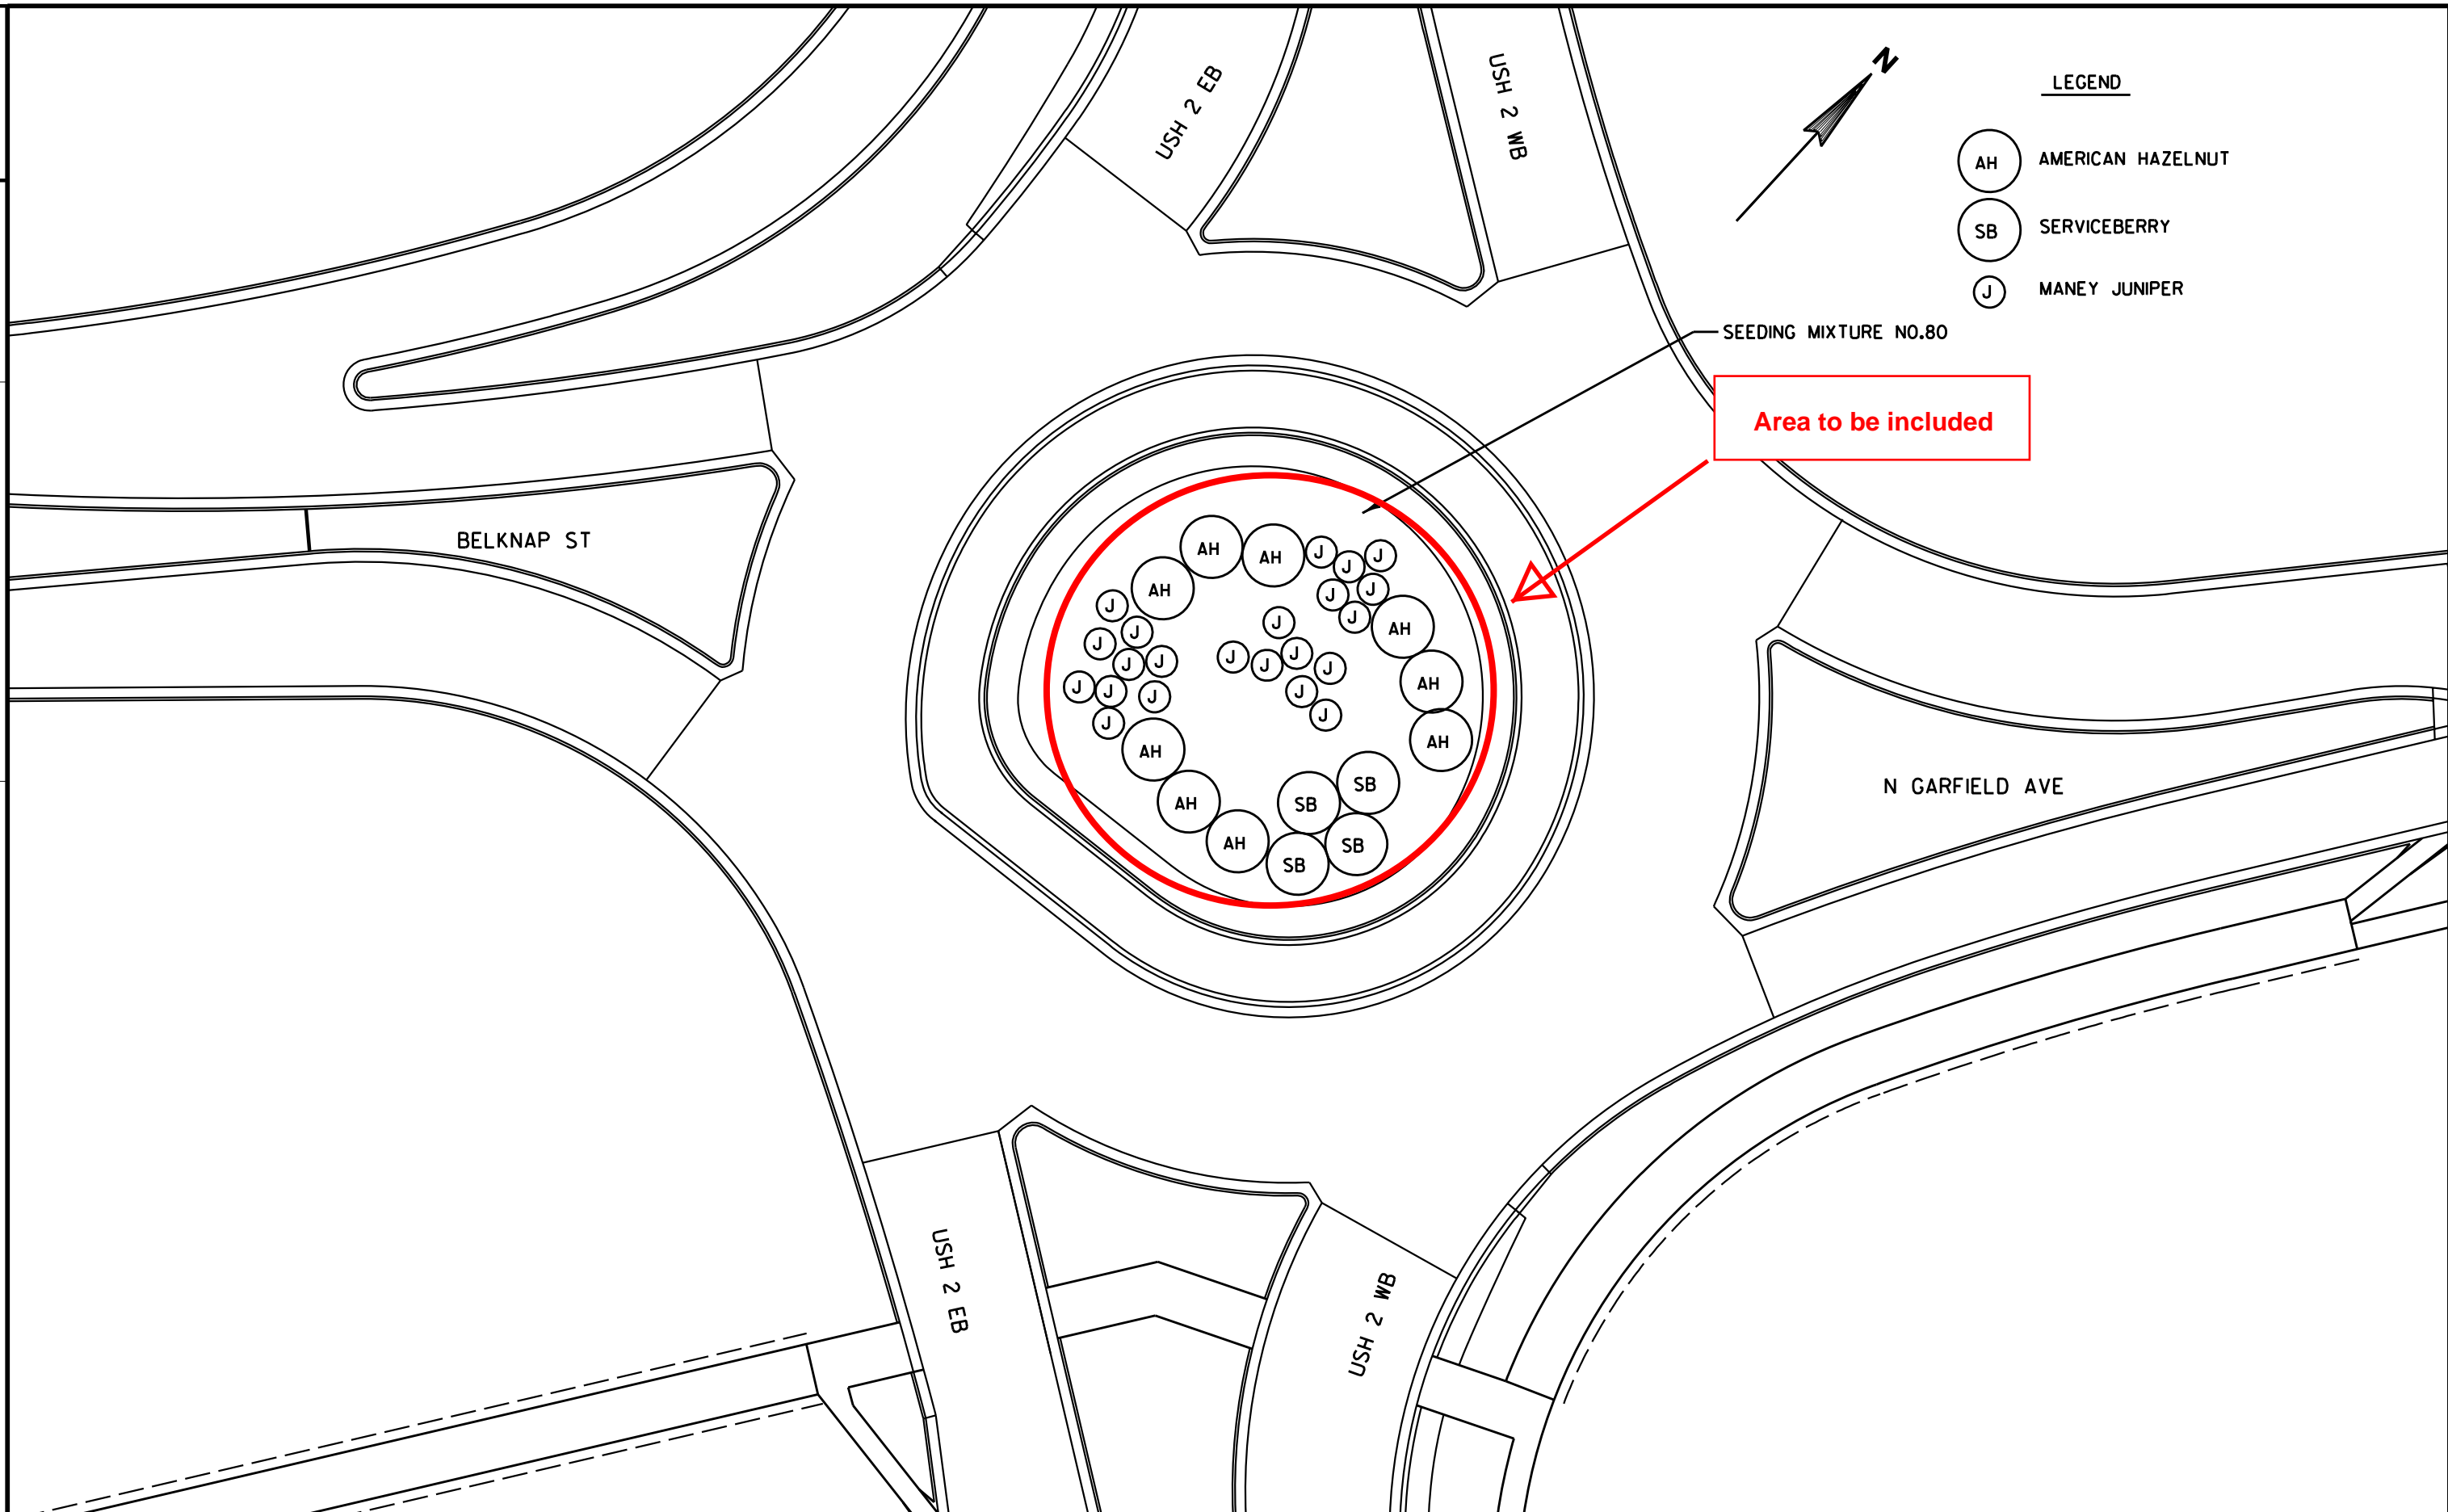 USH 2 EB
USH 2 WB
N
LEGEND
AH AMERICAN HAZELNUT
SB SERVICEBERRY
J MANEY JUNIPER
SEEDING MIXTURE NO.80
Area to be included
BELKNAP ST
AH
AH
J
J
J
AH
J
J
J
J
J
AH
J
J
J
J
J
J
J
J
J
AH
J
J
J
J
J
J
AH
AH
AH
SB
AH
SB
AH
SB
SB
N GARFIELD AVE
USH 2 EB
USH 2 WB